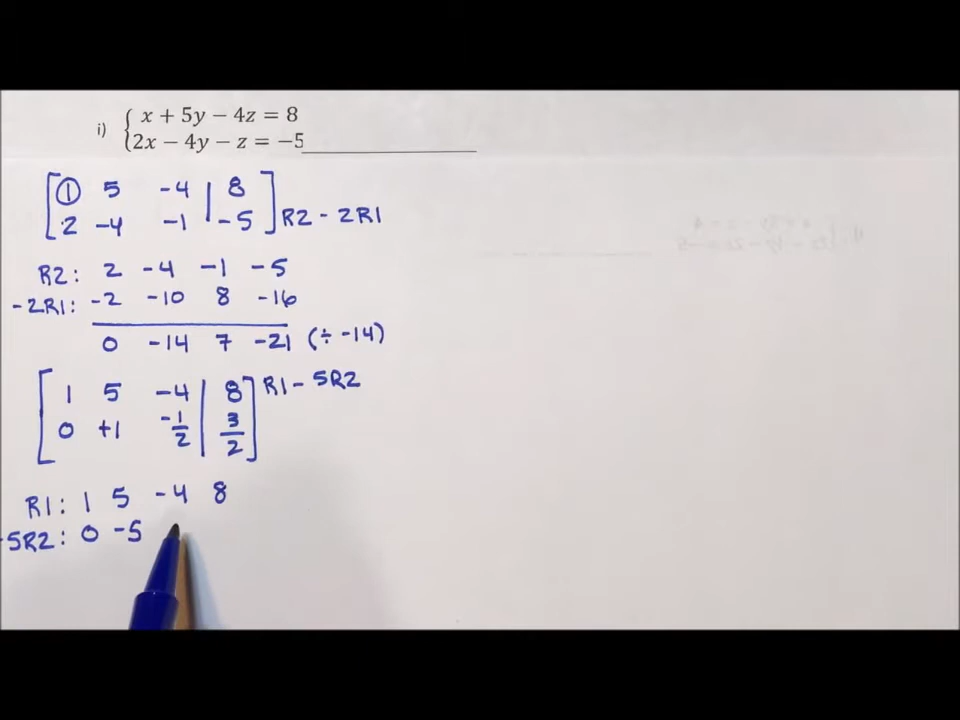 i) { x + 5y − 4z = 8
2x − 4y − z = −5
[ 1 5 -4 | 8 ]
[ 2 -4 -1 | -5 ] R2 - 2R1
R2: 2 -4 -1 -5
-2R1: -2 -10 8 -16
0 -14 7 -21 (÷ -14)
[ 1 5 -4 | 8 ] R1 - 5R2
[ 0 +1 -1/2 | 3/2 ]
R1: 1 5 -4 8
-5R2: 0 -5